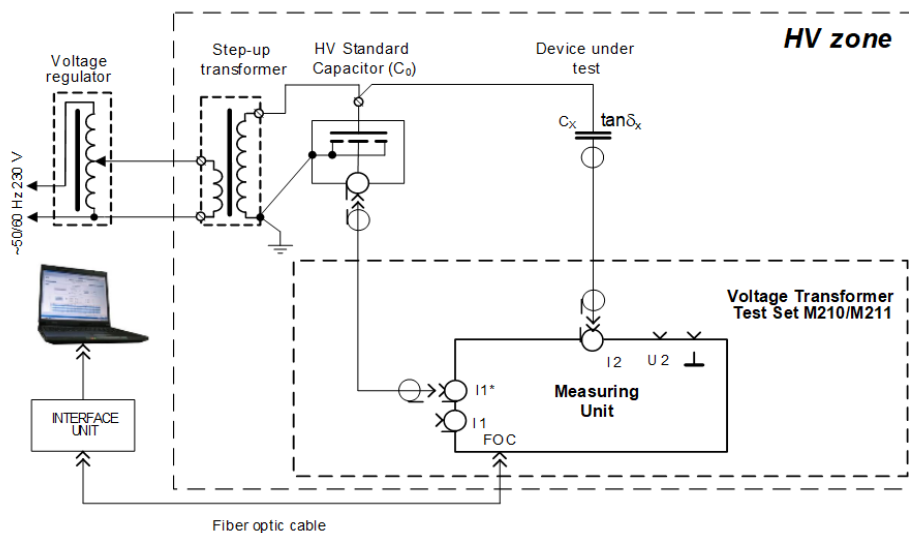 HV zone
Step-up
transformer
HV Standard
Capacitor (C₀)
Device under
test
Voltage
regulator
Cx tanδx
~50/60 Hz 230 V
Voltage Transformer
Test Set M210/M211
I2 U2
I1*
Measuring
Unit
I1
FOC
INTERFACE
UNIT
Fiber optic cable